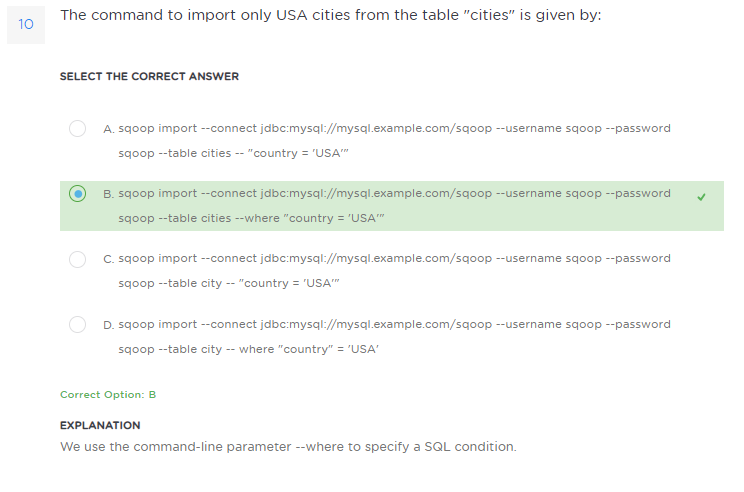 10
The command to import only USA cities from the table "cities" is given by:
SELECT THE CORRECT ANSWER
A. sqoop import --connect jdbc:mysql://mysql.example.com/sqoop --username sqoop --password
sqoop --table cities -- "country = 'USA'"
B. sqoop import --connect jdbc:mysql://mysql.example.com/sqoop --username sqoop --password
sqoop --table cities --where "country = 'USA'"
C. sqoop import --connect jdbc:mysql://mysql.example.com/sqoop --username sqoop --password
sqoop --table city -- "country = 'USA'"
D. sqoop import --connect jdbc:mysql://mysql.example.com/sqoop --username sqoop --password
sqoop --table city -- where "country" = 'USA'
Correct Option: B
EXPLANATION
We use the command-line parameter --where to specify a SQL condition.